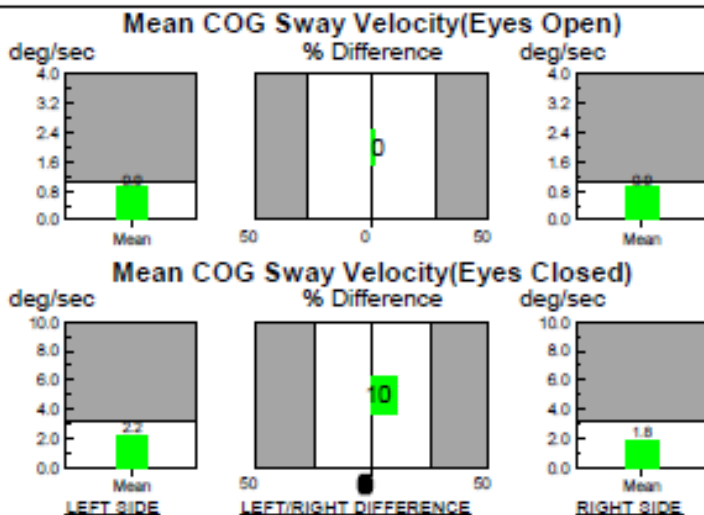 Mean COG Sway Velocity(Eyes Open)
deg/sec % Difference deg/sec
4.0 4.0
3.2 3.2
2.4 2.4
1.6 0 1.6
0.9 0.9
0.8 0.8
0.0 0.0
Mean 50 0 50 Mean
Mean COG Sway Velocity(Eyes Closed)
deg/sec % Difference deg/sec
10.0 10.0
8.0 8.0
6.0 6.0
10
4.0 4.0
2.2 1.8
2.0 2.0
0.0 0.0
Mean 50 50 Mean
LEFT SIDE LEFT/RIGHT DIFFERENCE RIGHT SIDE